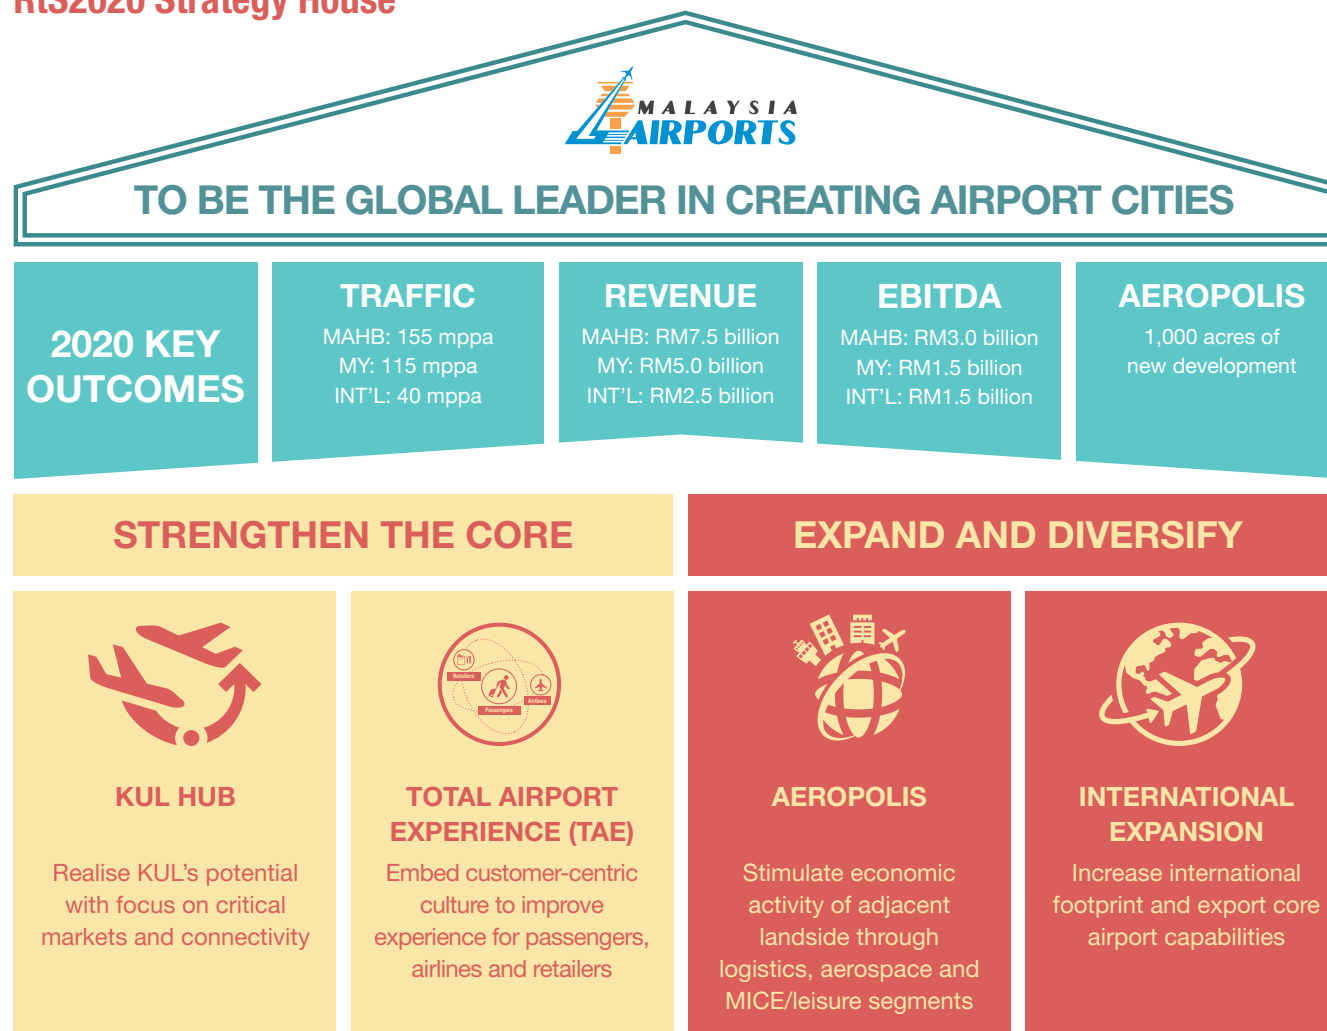 RtS2020 Strategy House
MALAYSIA
AIRPORTS
TO BE THE GLOBAL LEADER IN CREATING AIRPORT CITIES
2020 KEY
OUTCOMES
TRAFFIC
MAHB: 155 mppa
MY: 115 mppa
INT’L: 40 mppa
REVENUE
MAHB: RM7.5 billion
MY: RM5.0 billion
INT’L: RM2.5 billion
EBITDA
MAHB: RM3.0 billion
MY: RM1.5 billion
INT’L: RM1.5 billion
AEROPOLIS
1,000 acres of
new development
STRENGTHEN THE CORE
EXPAND AND DIVERSIFY
KUL HUB
Realise KUL’s potential
with focus on critical
markets and connectivity
Retailers
Airlines
Passengers
TOTAL AIRPORT
EXPERIENCE (TAE)
Embed customer-centric
culture to improve
experience for passengers,
airlines and retailers
AEROPOLIS
Stimulate economic
activity of adjacent
landside through
logistics, aerospace and
MICE/leisure segments
INTERNATIONAL
EXPANSION
Increase international
footprint and export core
airport capabilities